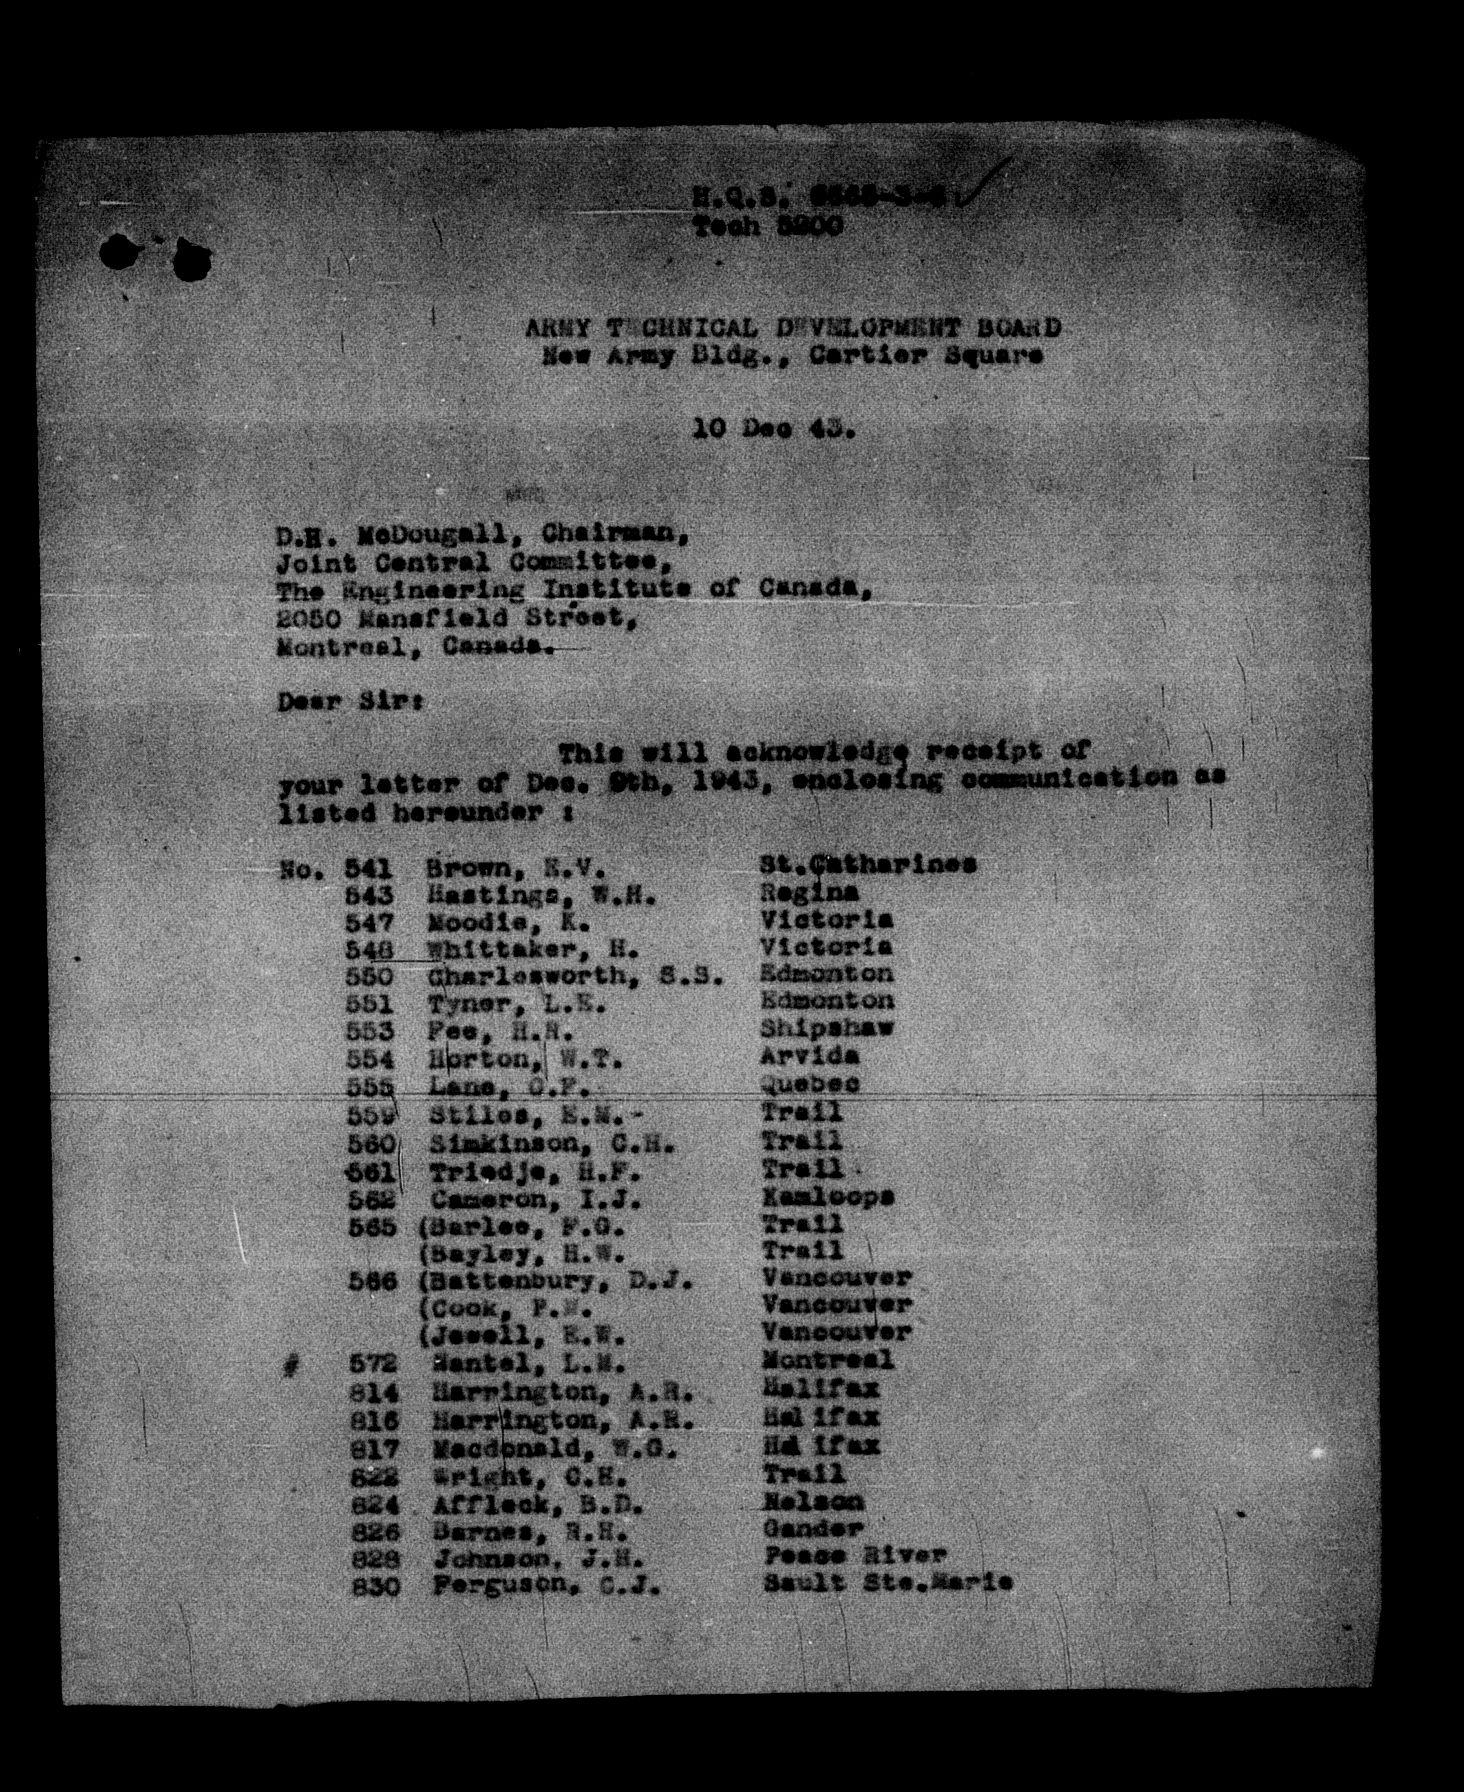 H.Q.S.
Tech 5200
ARMY TECHNICAL DEVELOPMENT BOARD
New Army Bldg., Cartier Square
10 Dec 43.
D.H. McDougall, Chairman,
Joint Central Committee,
The Engineering Institute of Canada,
2050 Mansfield Street,
Montreal, Canada.
Dear Sir:
This will acknowledge receipt of
your letter of Dec. 9th, 1943, enclosing communication as
listed hereunder :
No. 541 Brown, E.V. St.Catharines
543 Hastings, W.H. Regina
547 Moodie, K. Victoria
548 Whittaker, H. Victoria
550 Charlesworth, S.S. Edmonton
551 Tyner, L.E. Edmonton
553 Fee, H.R. Shipshaw
554 Horton, W.T. Arvida
555 Lane, C.F. Quebec
559 Stiles, E.M. Trail
560 Simkinson, C.H. Trail
561 Triedje, H.F. Trail
562 Cameron, I.J. Kamloops
565 (Barlee, F.G. Trail
(Bayley, H.W. Trail
566 (Battenbury, D.J. Vancouver
(Cook, Vancouver
(Jewell, E.W. Vancouver
# 572 Nantel, L.M. Montreal
814 Harrington, A.R. Halifax
816 Harrington, A.R. Halifax
817 Macdonald, W.G. Halifax
822 Wright, C.H. Trail
824 Affleck, B.D. Nelson
826 Barnes, R.H. Gander
828 Johnson, J.H. Peace River
830 Ferguson, C.J. Sault Ste.Marie